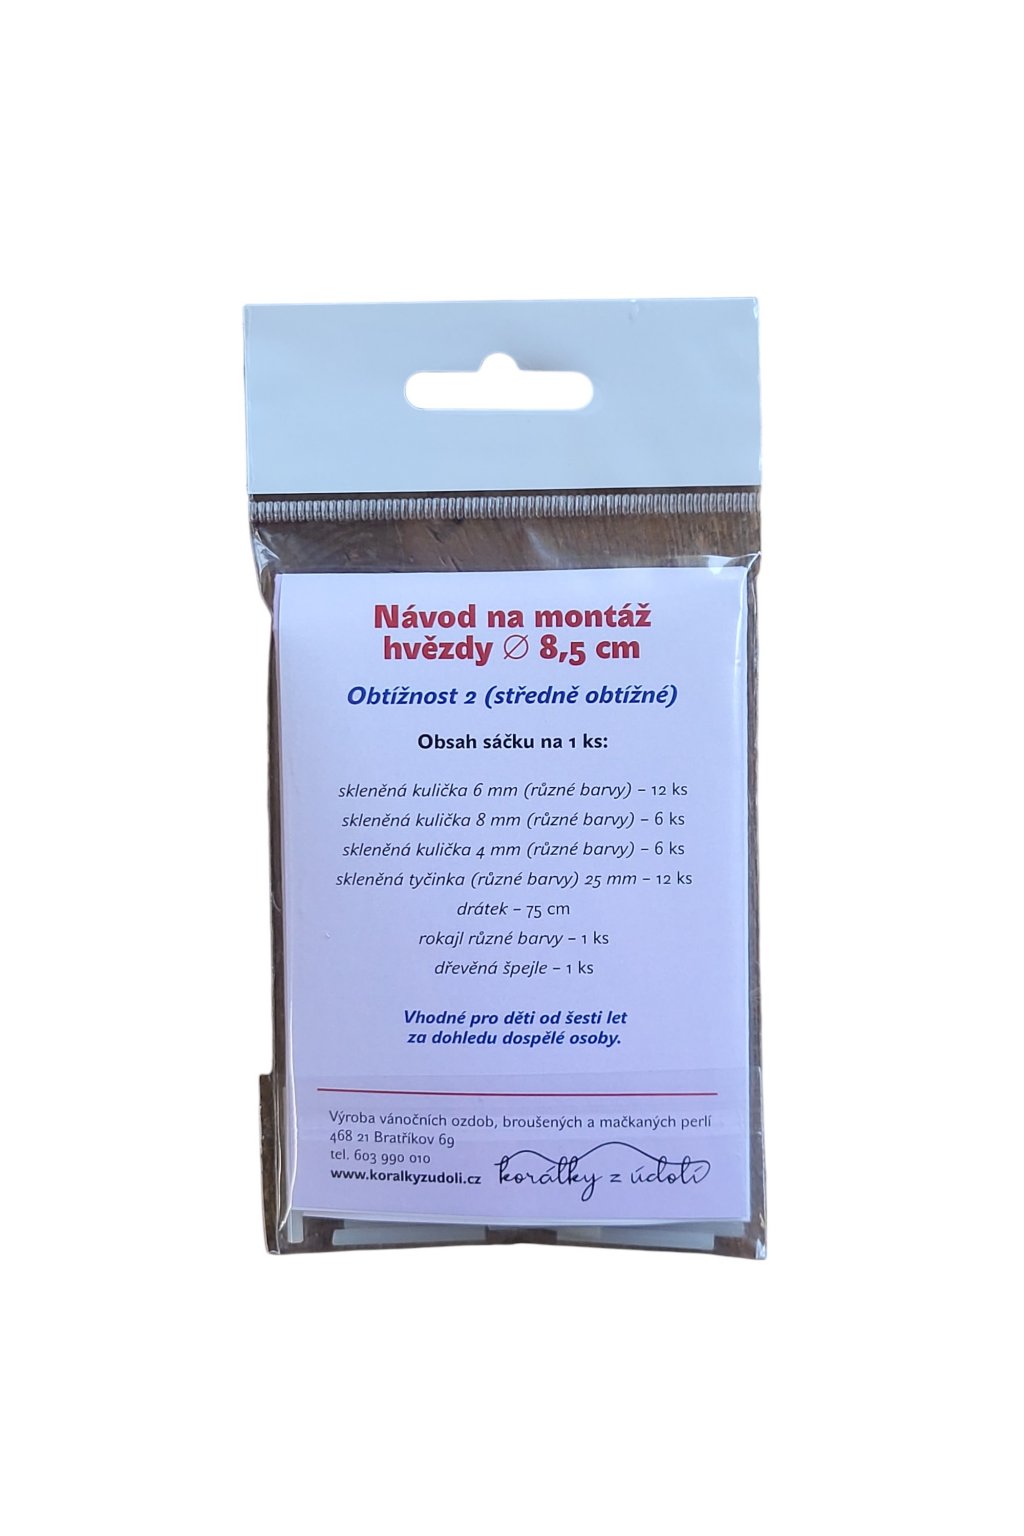 Návod na montáž
hvězdy ∅ 8,5 cm
Obtížnost 2 (středně obtížné)
Obsah sáčku na 1 ks:
skleněná kulička 6 mm (různé barvy) – 12 ks
skleněná kulička 8 mm (různé barvy) – 6 ks
skleněná kulička 4 mm (různé barvy) – 6 ks
skleněná tyčinka (různé barvy) 25 mm – 12 ks
drátek – 75 cm
rokajl různé barvy – 1 ks
dřevěná špejle – 1 ks
Vhodné pro děti od šesti let
za dohledu dospělé osoby.
Výroba vánočních ozdob, broušených a mačkaných perlí
468 21 Bratříkov 69
tel. 603 990 010
www.koralkyzudoli.cz
korálky z údolí